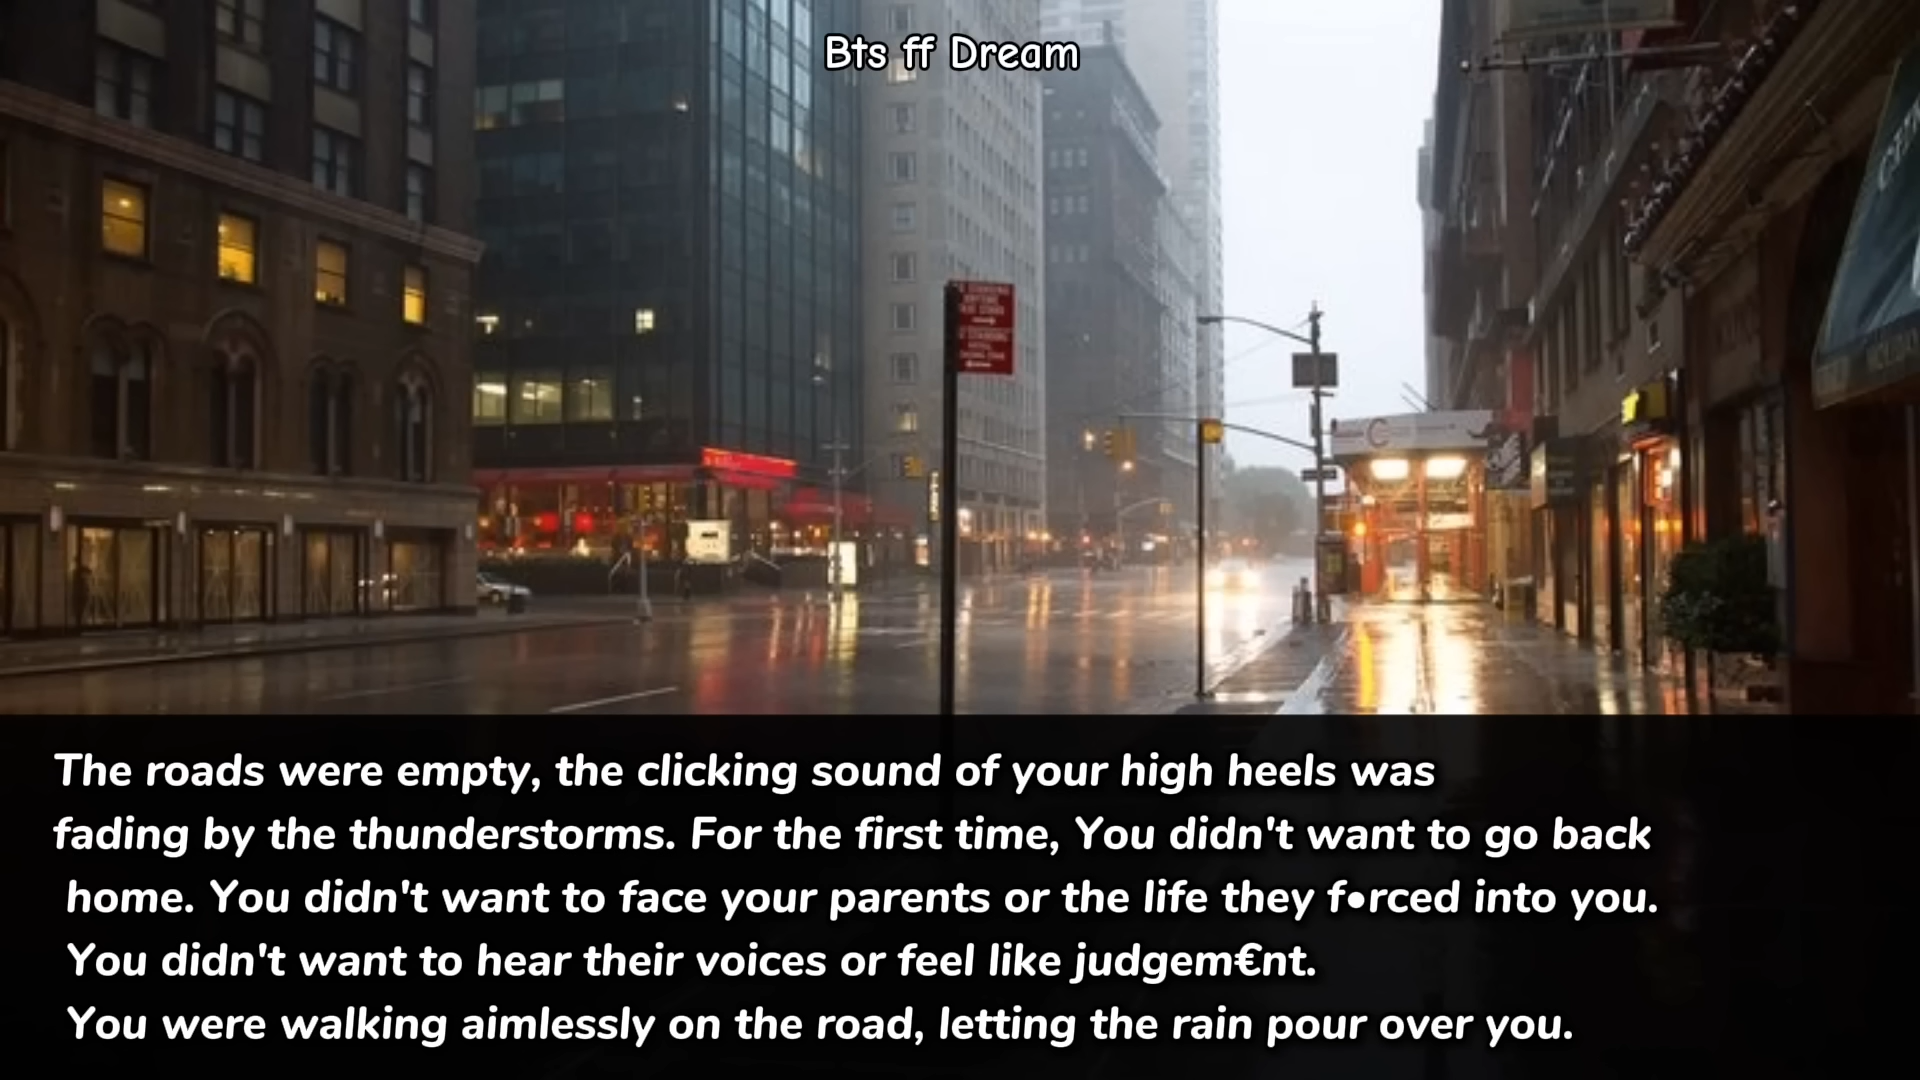 Bts ff Dream
The roads were empty, the clicking sound of your high heels was
fading by the thunderstorms. For the first time, You didn't want to go back
home. You didn't want to face your parents or the life they f•rced into you.
You didn't want to hear their voices or feel like judgem€nt.
You were walking aimlessly on the road, letting the rain pour over you.